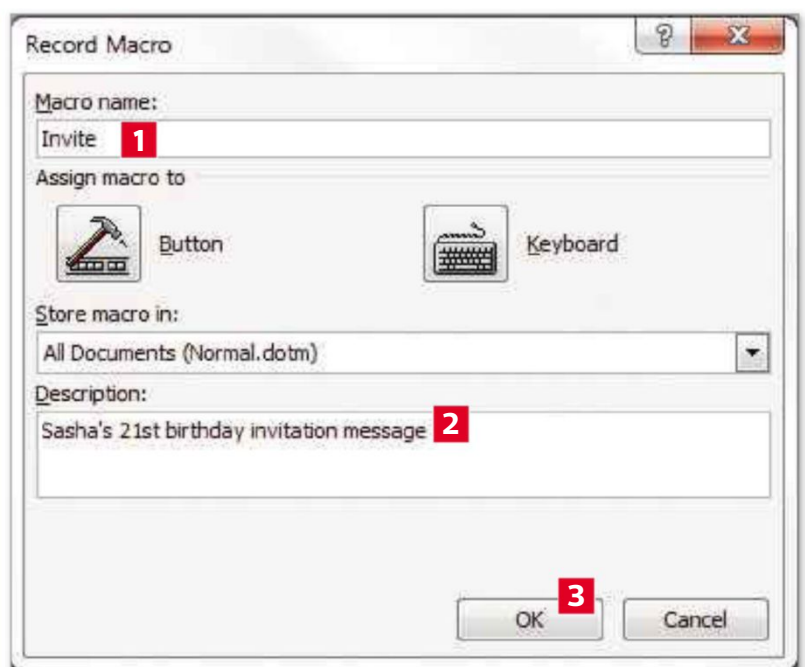 Record Macro
Macro name:
Invite 1
Assign macro to
Button Keyboard
Store macro in:
All Documents (Normal.dotm)
Description:
Sasha's 21st birthday invitation message 2
3
OK Cancel